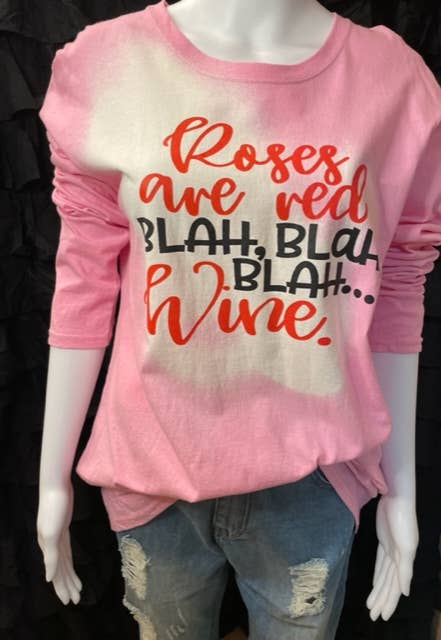 Roses
are red
BLAH, BLaH
BLAH...
Wine.